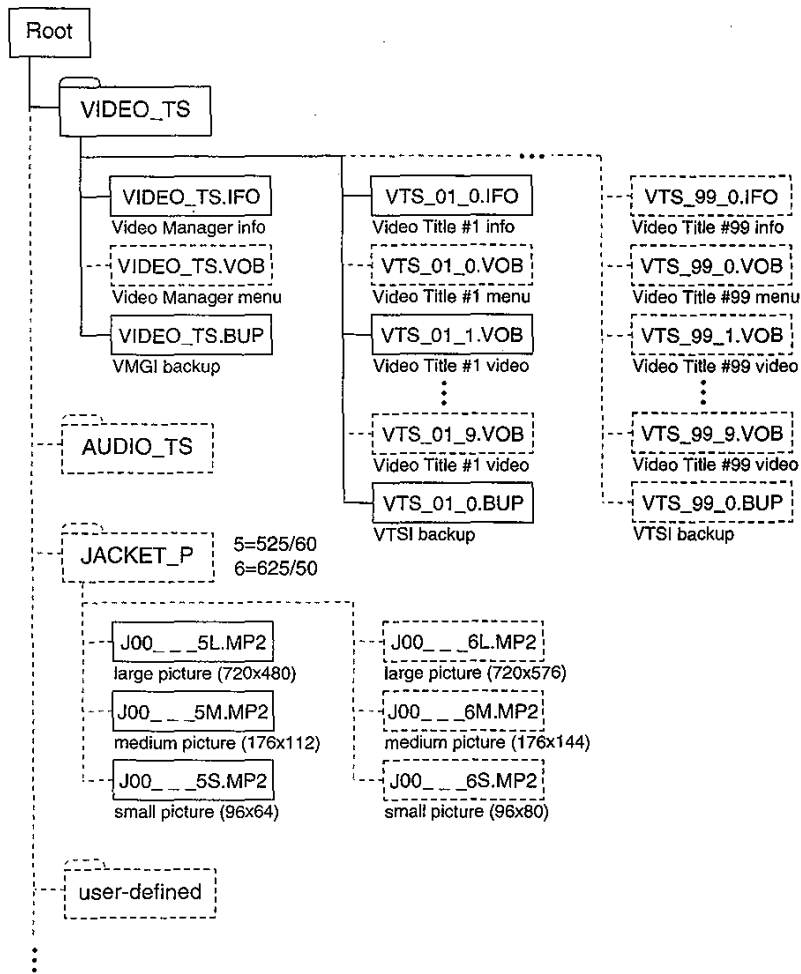 Root
VIDEO_TS
VIDEO_TS.IFO
Video Manager info
VIDEO_TS.VOB
Video Manager menu
VIDEO_TS.BUP
VMGI backup
VTS_01_0.IFO
Video Title #1 info
VTS_01_0.VOB
Video Title #1 menu
VTS_01_1.VOB
Video Title #1 video
VTS_01_9.VOB
Video Title #1 video
VTS_01_0.BUP
VTSI backup
VTS_99_0.IFO
Video Title #99 info
VTS_99_0.VOB
Video Title #99 menu
VTS_99_1.VOB
Video Title #99 video
VTS_99_9.VOB
Video Title #99 video
VTS_99_0.BUP
VTSI backup
AUDIO_TS
JACKET_P
5=525/60
6=625/50
J00_ _ _5L.MP2
large picture (720x480)
J00_ _ _5M.MP2
medium picture (176x112)
J00_ _ _5S.MP2
small picture (96x64)
J00_ _ _6L.MP2
large picture (720x576)
J00_ _ _6M.MP2
medium picture (176x144)
J00_ _ _6S.MP2
small picture (96x80)
user-defined